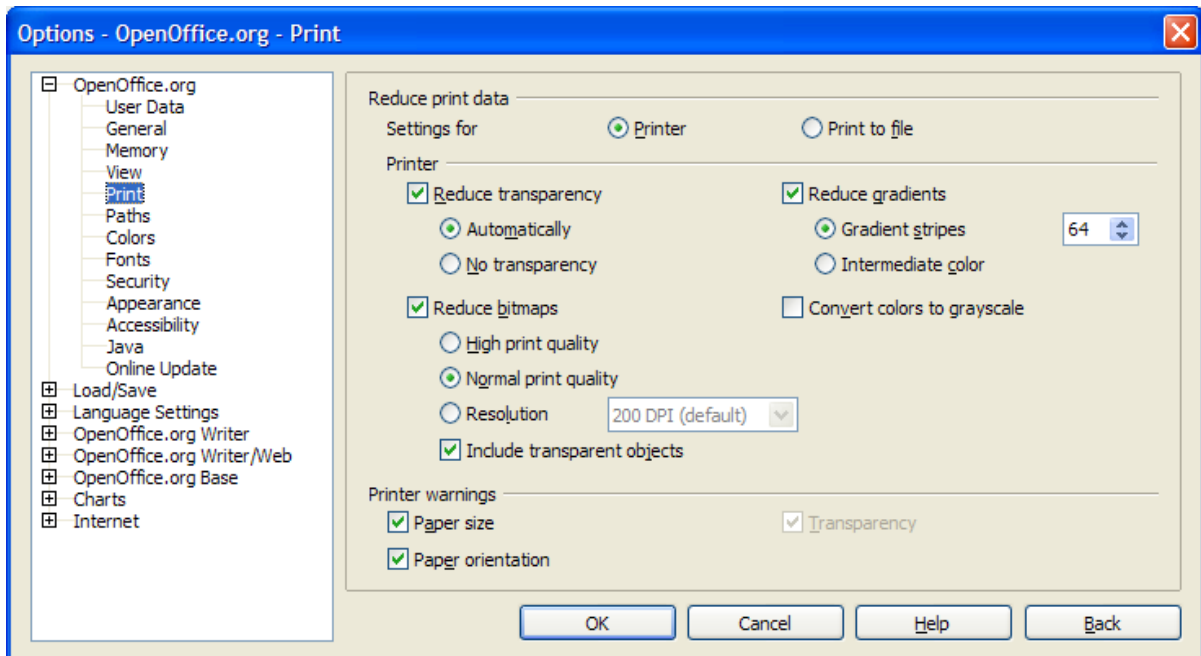 Options - OpenOffice.org - Print
OpenOffice.org
User Data
General
Memory
View
Print
Paths
Colors
Fonts
Security
Appearance
Accessibility
Java
Online Update
Load/Save
Language Settings
OpenOffice.org Writer
OpenOffice.org Writer/Web
OpenOffice.org Base
Charts
Internet
Reduce print data
Settings for Printer Print to file
Printer
Reduce transparency Reduce gradients
Automatically Gradient stripes 64
No transparency Intermediate color
Reduce bitmaps Convert colors to grayscale
High print quality
Normal print quality
Resolution 200 DPI (default)
Include transparent objects
Printer warnings
Paper size Transparency
Paper orientation
OK Cancel Help Back